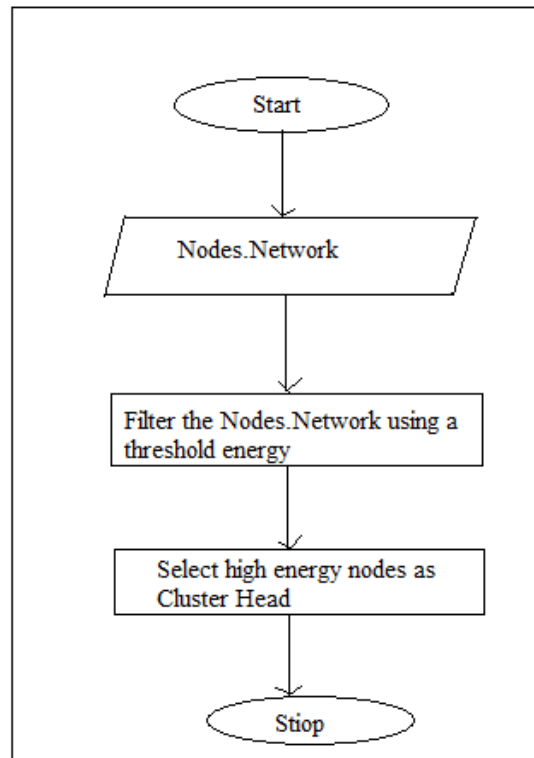 Start
Nodes.Network
Filter the Nodes.Network using a
threshold energy
Select high energy nodes as
Cluster Head
Stiop